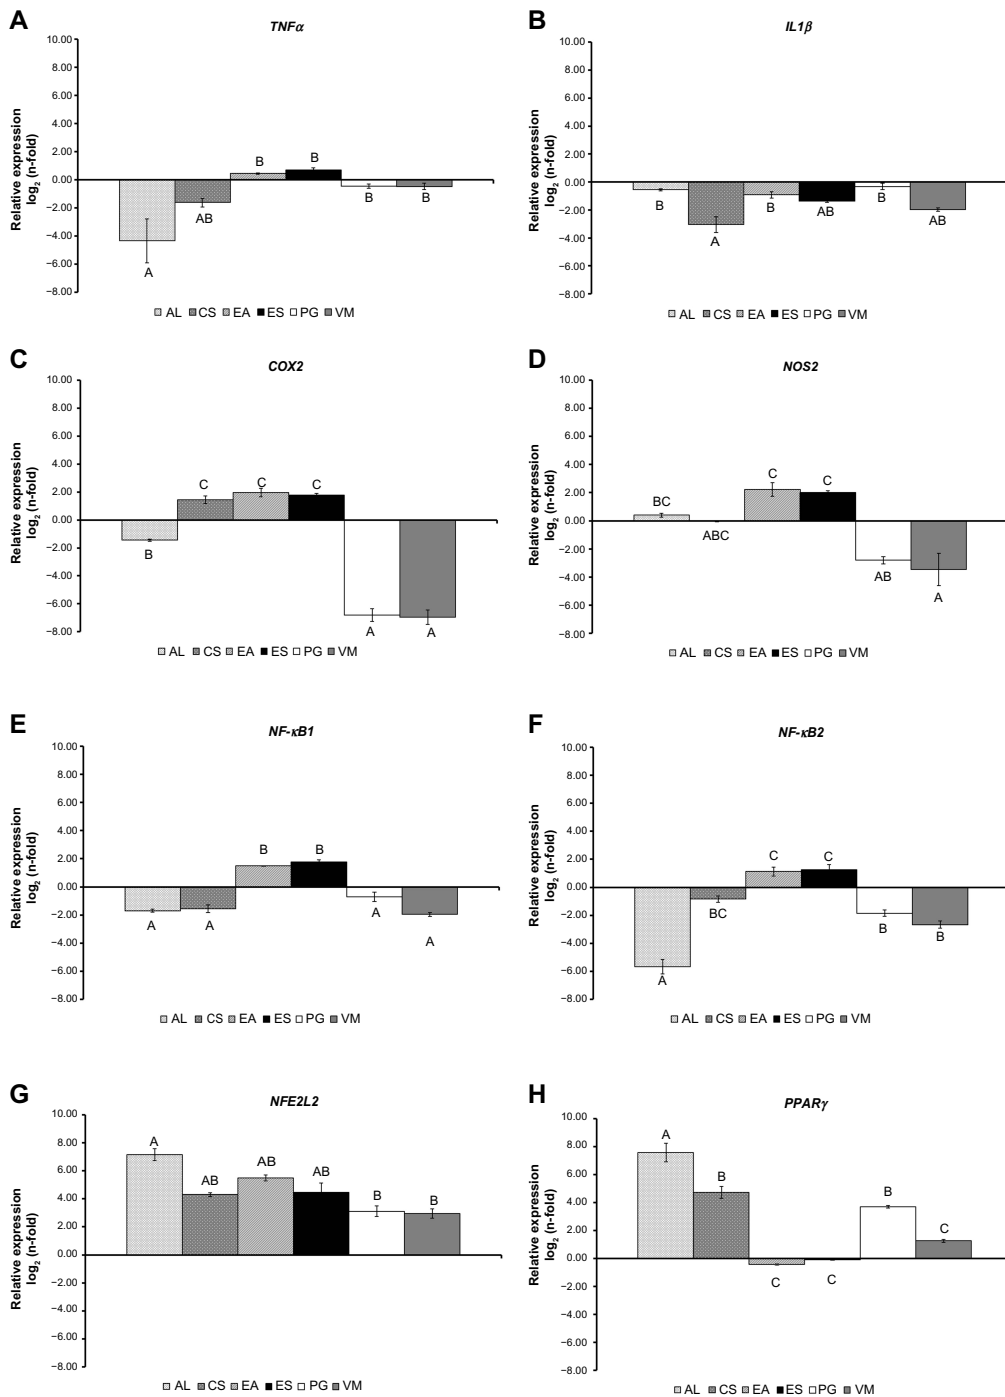 A
TNFα
Relative expression
log₂ (n-fold)
10.00
8.00
6.00
4.00
2.00
0.00
−2.00
−4.00
−6.00
−8.00
A
AB
B
B
B
B
AL CS EA ES PG VM
B
IL1β
Relative expression
log₂ (n-fold)
10.00
8.00
6.00
4.00
2.00
0.00
−2.00
−4.00
−6.00
−8.00
B
A
B
AB
B
AB
AL CS EA ES PG VM
C
COX2
Relative expression
log₂ (n-fold)
10.00
8.00
6.00
4.00
2.00
0.00
−2.00
−4.00
−6.00
−8.00
B
C
C
C
A
A
AL CS EA ES PG VM
D
NOS2
Relative expression
log₂ (n-fold)
10.00
8.00
6.00
4.00
2.00
0.00
−2.00
−4.00
−6.00
−8.00
BC
ABC
C
C
AB
A
AL CS EA ES PG VM
E
NF-κB1
Relative expression
log₂ (n-fold)
10.00
8.00
6.00
4.00
2.00
0.00
−2.00
−4.00
−6.00
−8.00
A
A
B
B
A
A
AL CS EA ES PG VM
F
NF-κB2
Relative expression
log₂ (n-fold)
10.00
8.00
6.00
4.00
2.00
0.00
−2.00
−4.00
−6.00
−8.00
A
BC
C
C
B
B
AL CS EA ES PG VM
G
NFE2L2
Relative expression
log₂ (n-fold)
10.00
8.00
6.00
4.00
2.00
0.00
−2.00
−4.00
−6.00
−8.00
A
AB
AB
AB
B
B
AL CS EA ES PG VM
H
PPARγ
Relative expression
log₂ (n-fold)
10.00
8.00
6.00
4.00
2.00
0.00
−2.00
−4.00
−6.00
−8.00
A
B
C
C
B
C
AL CS EA ES PG VM